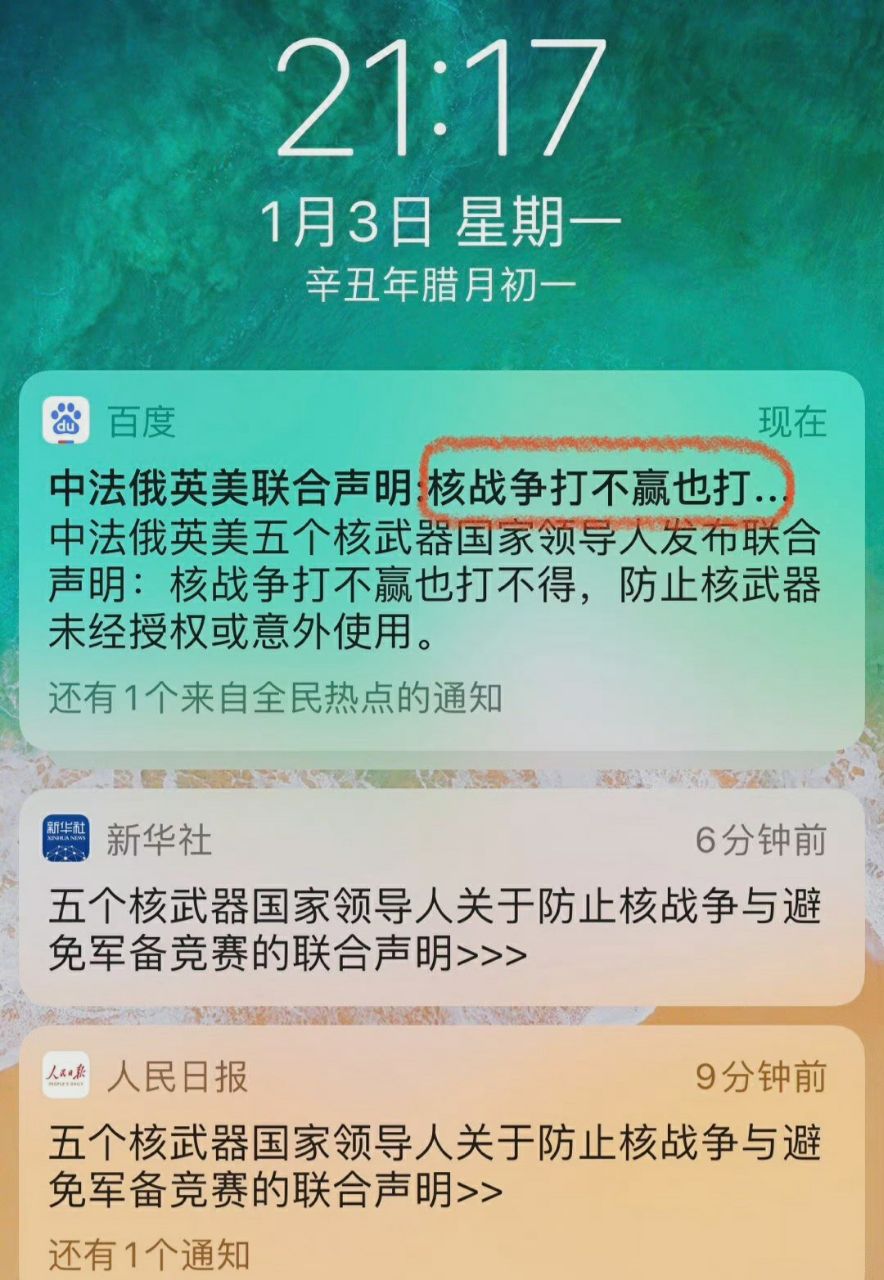 21:17
1月3日 星期一
辛丑年腊月初一
du
百度
现在
中法俄英美联合声明:核战争打不赢也打...
中法俄英美五个核武器国家领导人发布联合
声明：核战争打不赢也打不得，防止核武器
未经授权或意外使用。
还有1个来自全民热点的通知
新华社
XINHUA NEWS
新华社
6分钟前
五个核武器国家领导人关于防止核战争与避
免军备竞赛的联合声明>>>
人民日报
PEOPLE'S DAILY
人民日报
9分钟前
五个核武器国家领导人关于防止核战争与避
免军备竞赛的联合声明>>
还有1个通知